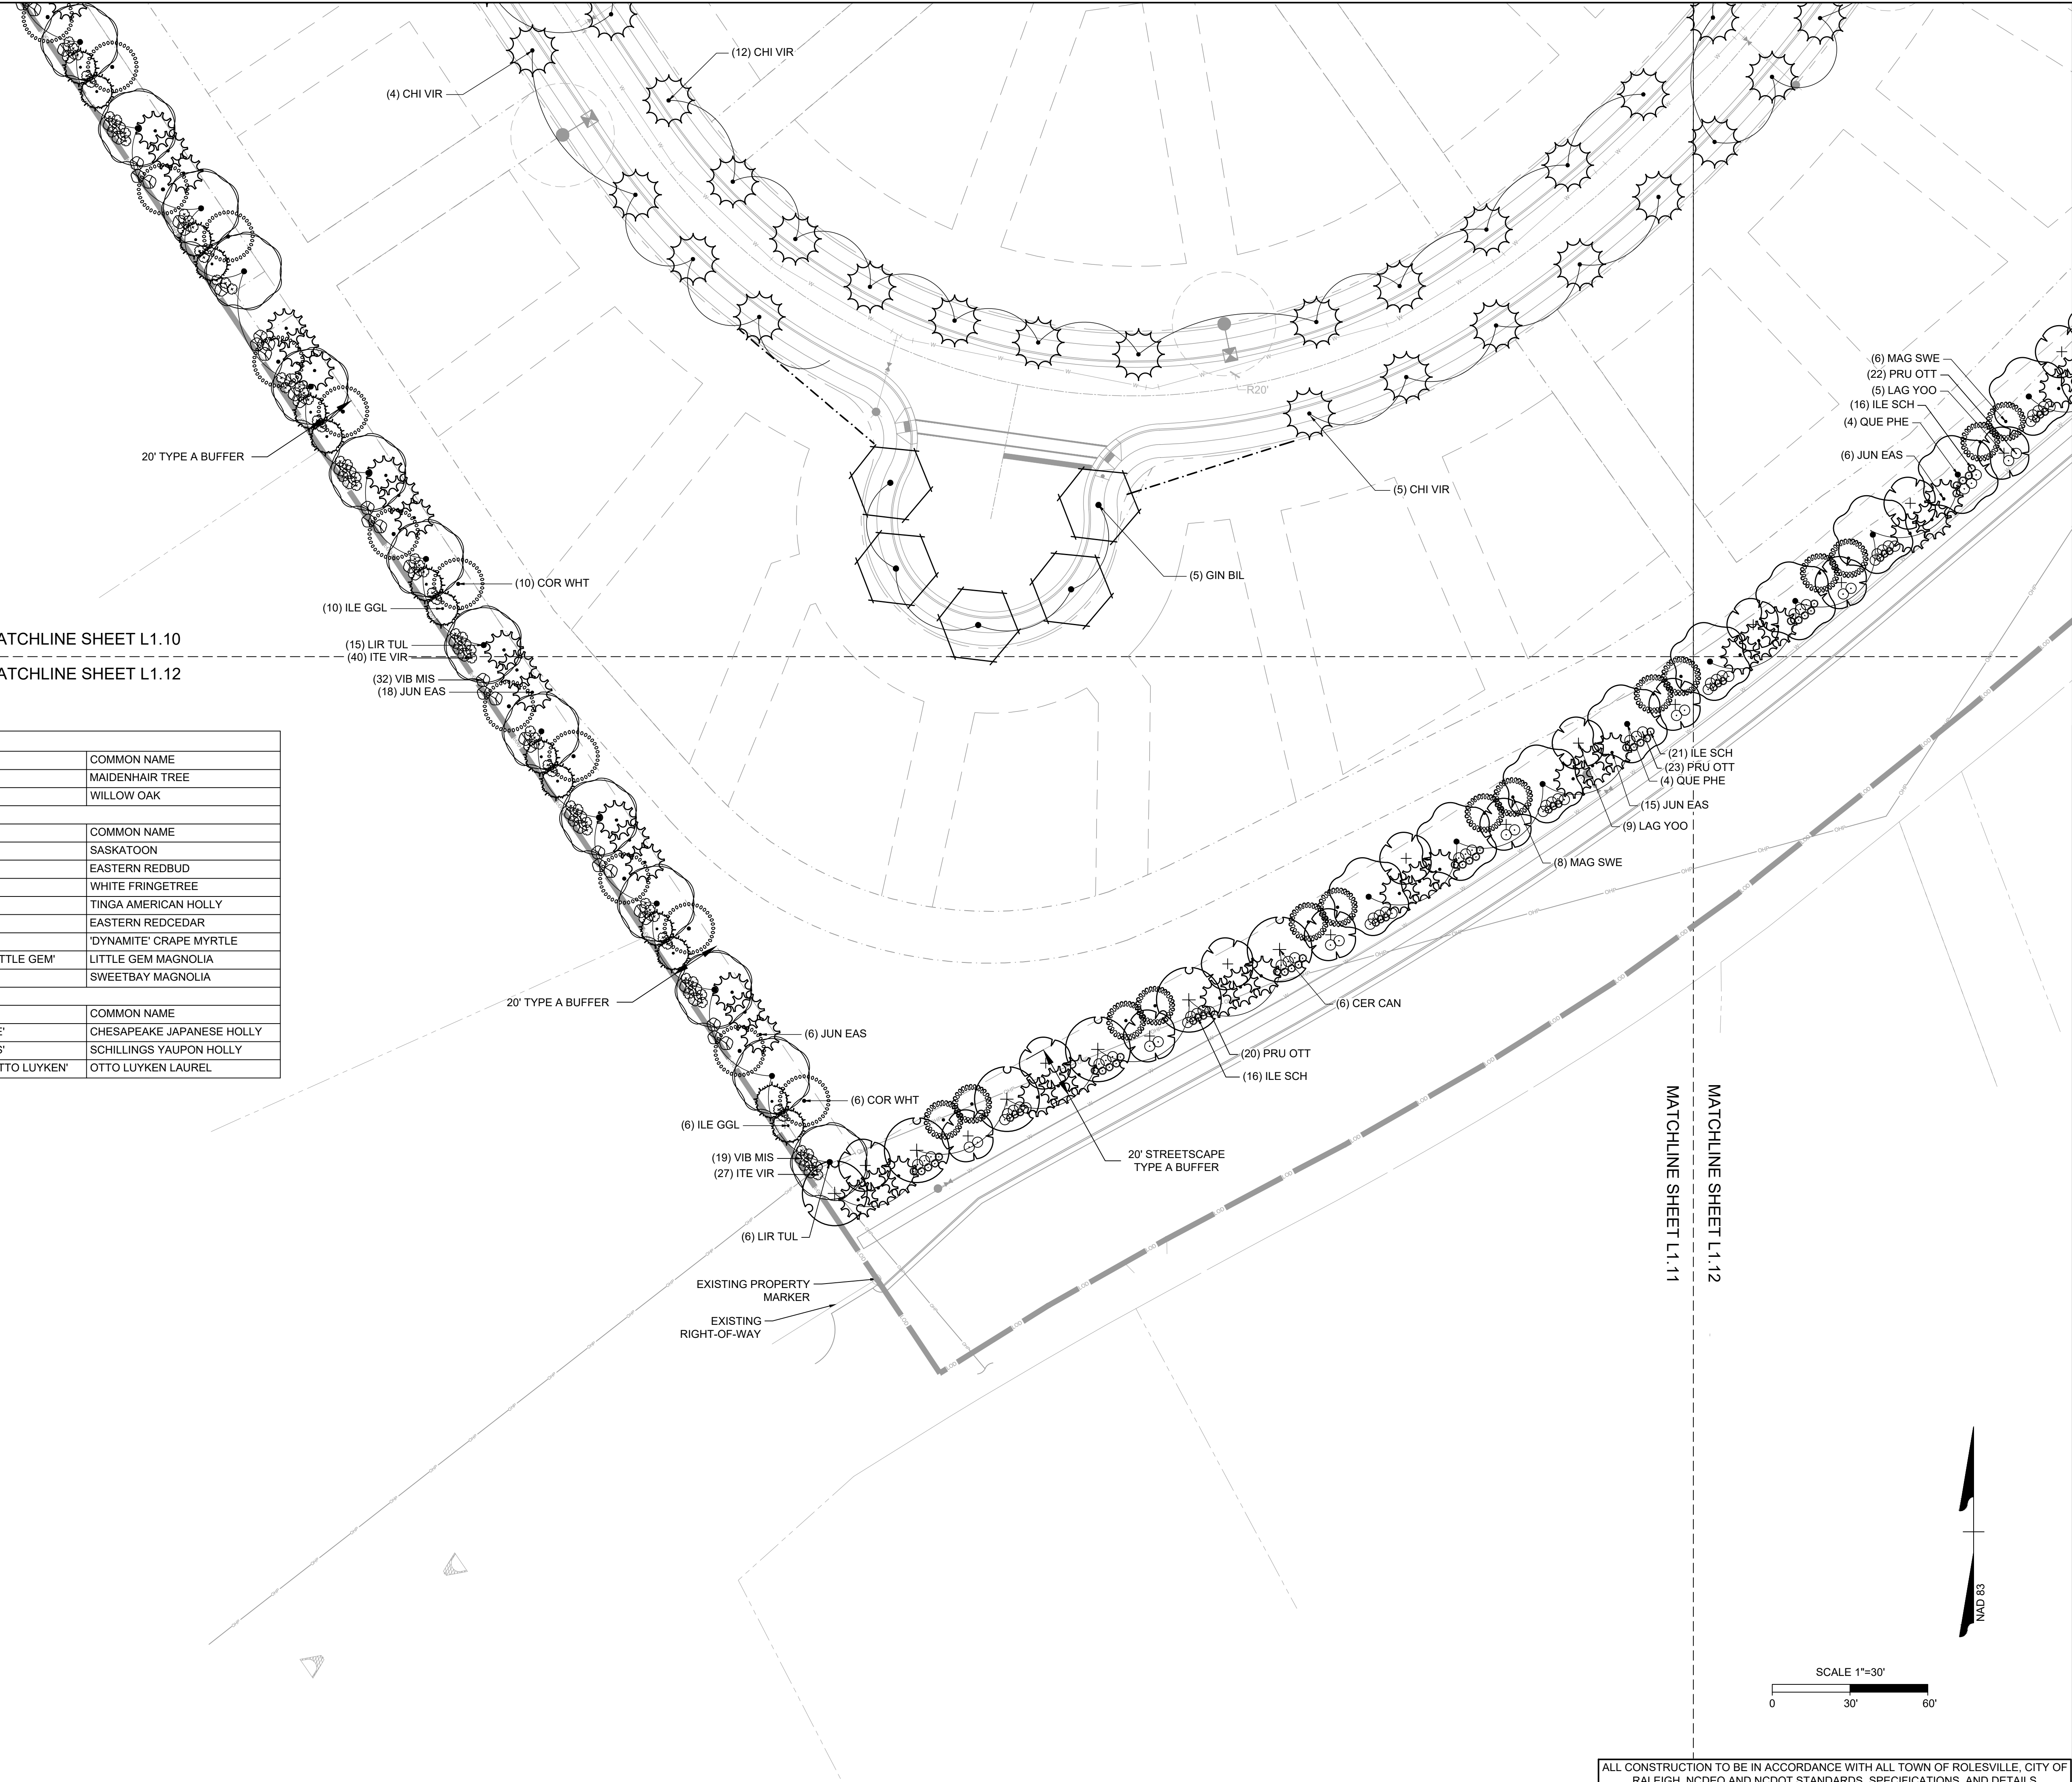 (12) CHI VIR
(4) CHI VIR
R20'
(6) MAG SWE
(22) PRU OTT
(5) LAG YOO
(16) ILE SCH
(4) QUE PHE
(6) JUN EAS
20' TYPE A BUFFER
(5) CHI VIR
(5) GIN BIL
(10) COR WHT
(10) ILE GGL
ATCHLINE SHEET L1.10
(15) LIR TUL
(40) ITE VIR
ATCHLINE SHEET L1.12
(32) VIB MIS
(18) JUN EAS
COMMON NAME
MAIDENHAIR TREE
WILLOW OAK
COMMON NAME
SASKATOON
EASTERN REDBUD
WHITE FRINGETREE
TINGA AMERICAN HOLLY
EASTERN REDCEDAR
'DYNAMITE' CRAPE MYRTLE
TTLE GEM' LITTLE GEM MAGNOLIA
SWEETBAY MAGNOLIA
COMMON NAME
E' CHESAPEAKE JAPANESE HOLLY
S' SCHILLINGS YAUPON HOLLY
TTO LUYKEN' OTTO LUYKEN LAUREL
(21) ILE SCH
(23) PRU OTT
(4) QUE PHE
(15) JUN EAS
(9) LAG YOO
(8) MAG SWE
20' TYPE A BUFFER
(6) CER CAN
(6) JUN EAS
(20) PRU OTT
(16) ILE SCH
(6) COR WHT
(6) ILE GGL
(19) VIB MIS
(27) ITE VIR
20' STREETSCAPE
TYPE A BUFFER
(6) LIR TUL
MATCHLINE SHEET L1.11
MATCHLINE SHEET L1.12
EXISTING PROPERTY
MARKER
EXISTING
RIGHT-OF-WAY
NAD 83
SCALE 1"=30'
0 30' 60'
ALL CONSTRUCTION TO BE IN ACCORDANCE WITH ALL TOWN OF ROLESVILLE, CITY OF
RALEIGH, NCDEQ AND NCDOT STANDARDS, SPECIFICATIONS, AND DETAILS